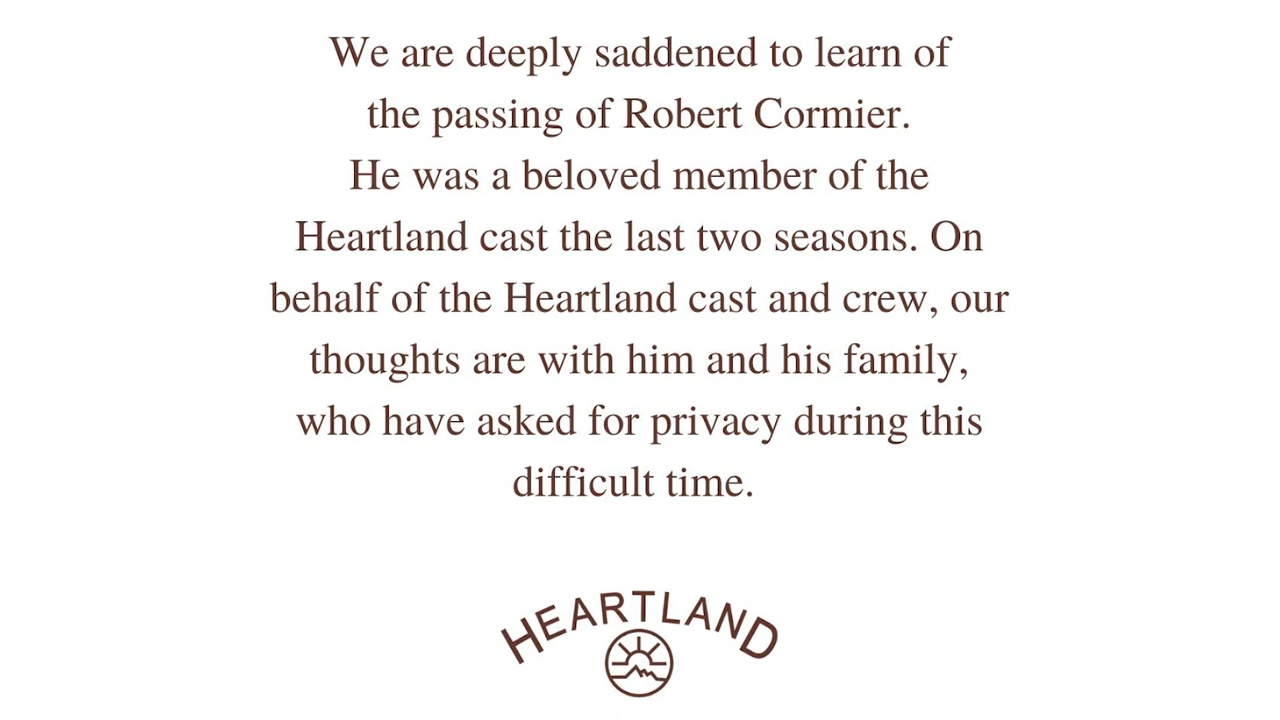 We are deeply saddened to learn of
the passing of Robert Cormier.
He was a beloved member of the
Heartland cast the last two seasons. On
behalf of the Heartland cast and crew, our
thoughts are with him and his family,
who have asked for privacy during this
difficult time.
HEARTLAND